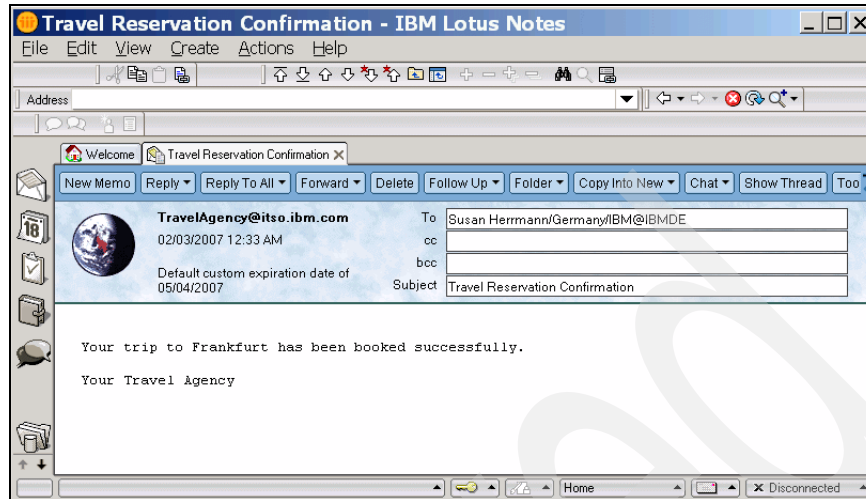 Travel Reservation Confirmation - IBM Lotus Notes
File Edit View Create Actions Help
Address
Welcome Travel Reservation Confirmation
New Memo Reply Reply To All Forward Delete Follow Up Folder Copy Into New Chat Show Thread Too
TravelAgency@itso.ibm.com To Susan Herrmann/Germany/IBM@IBMDE
18
02/03/2007 12:33 AM cc
bcc
Default custom expiration date of
05/04/2007 Subject Travel Reservation Confirmation
Your trip to Frankfurt has been booked successfully.
Your Travel Agency
Home Disconnected